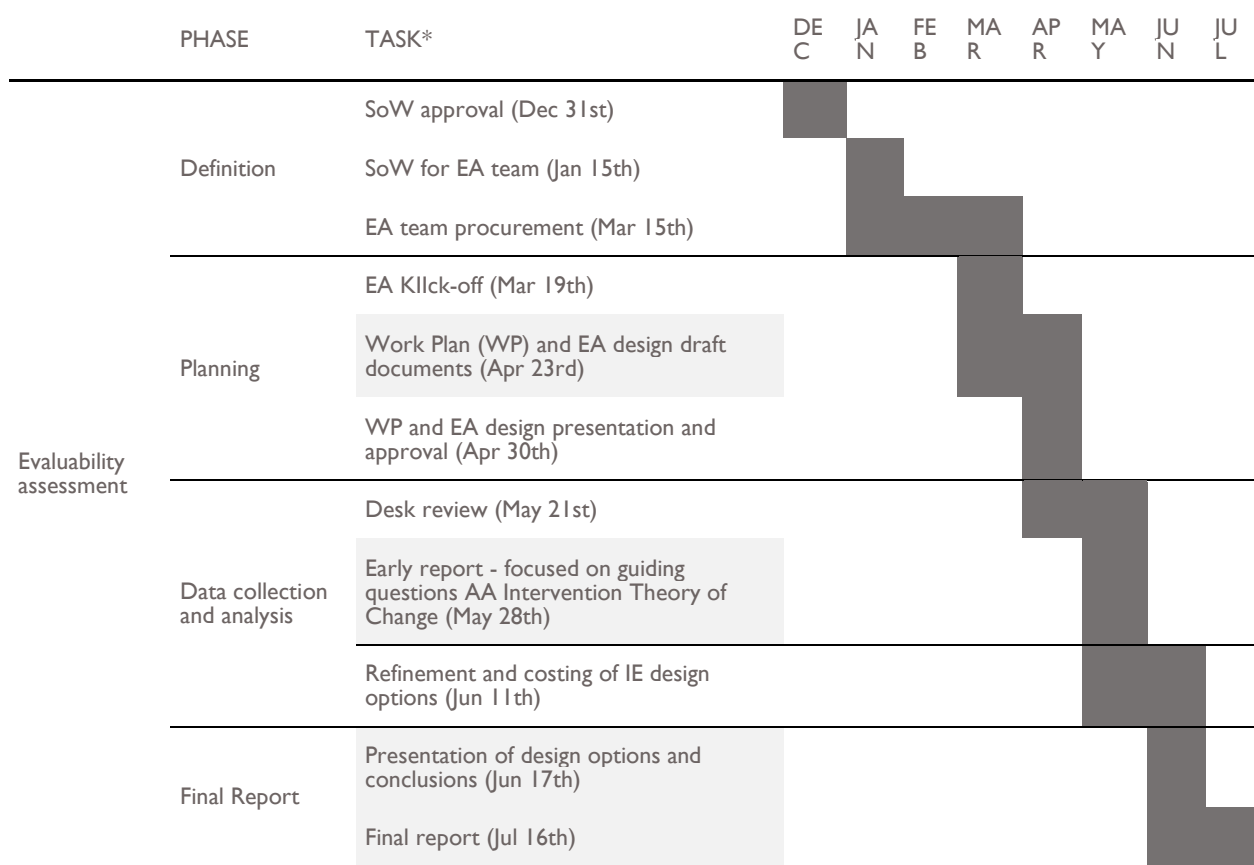 PHASE
TASK*
DE
C
JA
N
FE
B
MA
R
AP
R
MA
Y
JU
N
JU
L
Evaluability
assessment
Definition
SoW approval (Dec 31st)
SoW for EA team (Jan 15th)
EA team procurement (Mar 15th)
Planning
EA KIIck-off (Mar 19th)
Work Plan (WP) and EA design draft
documents (Apr 23rd)
WP and EA design presentation and
approval (Apr 30th)
Data collection
and analysis
Desk review (May 21st)
Early report - focused on guiding
questions AA Intervention Theory of
Change (May 28th)
Refinement and costing of IE design
options (Jun 11th)
Final Report
Presentation of design options and
conclusions (Jun 17th)
Final report (Jul 16th)